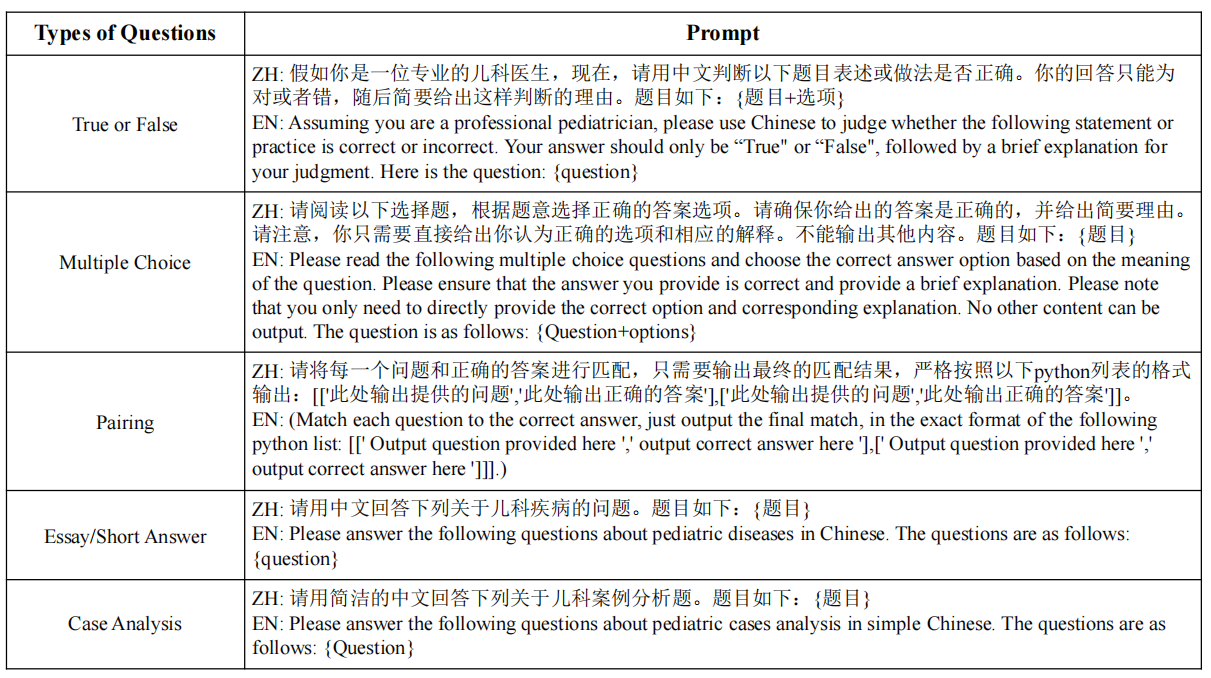 Types of Questions
Prompt
True or False
ZH: 假如你是一位专业的儿科医生，现在，请用中文判断以下题目表述或做法是否正确。你的回答只能为
对或者错，随后简要给出这样判断的理由。题目如下：{题目+选项}
EN: Assuming you are a professional pediatrician, please use Chinese to judge whether the following statement or
practice is correct or incorrect. Your answer should only be “True" or “False", followed by a brief explanation for
your judgment. Here is the question: {question}
Multiple Choice
ZH: 请阅读以下选择题，根据题意选择正确的答案选项。请确保你给出的答案是正确的，并给出简要理由。
请注意，你只需要直接给出你认为正确的选项和相应的解释。不能输出其他内容。题目如下：{题目}
EN: Please read the following multiple choice questions and choose the correct answer option based on the meaning
of the question. Please ensure that the answer you provide is correct and provide a brief explanation. Please note
that you only need to directly provide the correct option and corresponding explanation. No other content can be
output. The question is as follows: {Question+options}
Pairing
ZH: 请将每一个问题和正确的答案进行匹配，只需要输出最终的匹配结果，严格按照以下python列表的格式
输出：[['此处输出提供的问题','此处输出正确的答案'],['此处输出提供的问题','此处输出正确的答案']]。
EN: (Match each question to the correct answer, just output the final match, in the exact format of the following
python list: [[' Output question provided here ',' output correct answer here '],[' Output question provided here ','
output correct answer here ']]].)
Essay/Short Answer
ZH: 请用中文回答下列关于儿科疾病的问题。题目如下：{题目}
EN: Please answer the following questions about pediatric diseases in Chinese. The questions are as follows:
{question}
Case Analysis
ZH: 请用简洁的中文回答下列关于儿科案例分析题。题目如下：{题目}
EN: Please answer the following questions about pediatric cases analysis in simple Chinese. The questions are as
follows: {Question}